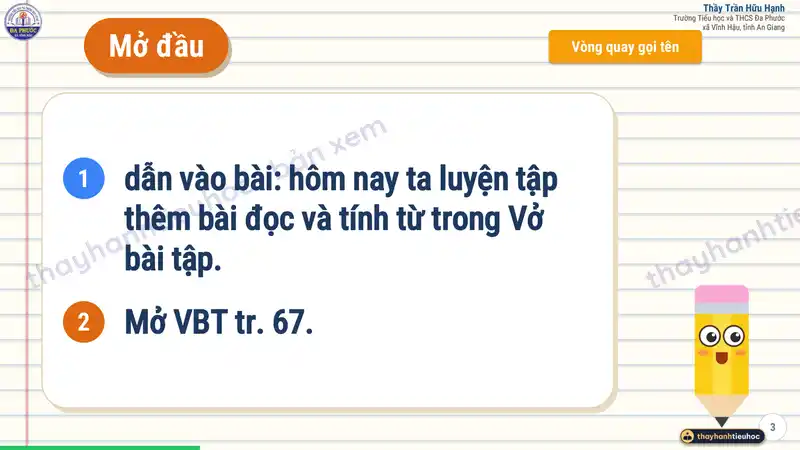 Thầy Trần Hữu Hạnh
Trường Tiểu học và THCS Đa Phước
xã Vĩnh Hậu, tỉnh An Giang
ĐA PHƯỚC
Mở đầu
Vòng quay gọi tên
1 dẫn vào bài: hôm nay ta luyện tập
thêm bài đọc và tính từ trong Vở
bài tập.
2 Mở VBT tr. 67.
3
thayhanhtieuhoc